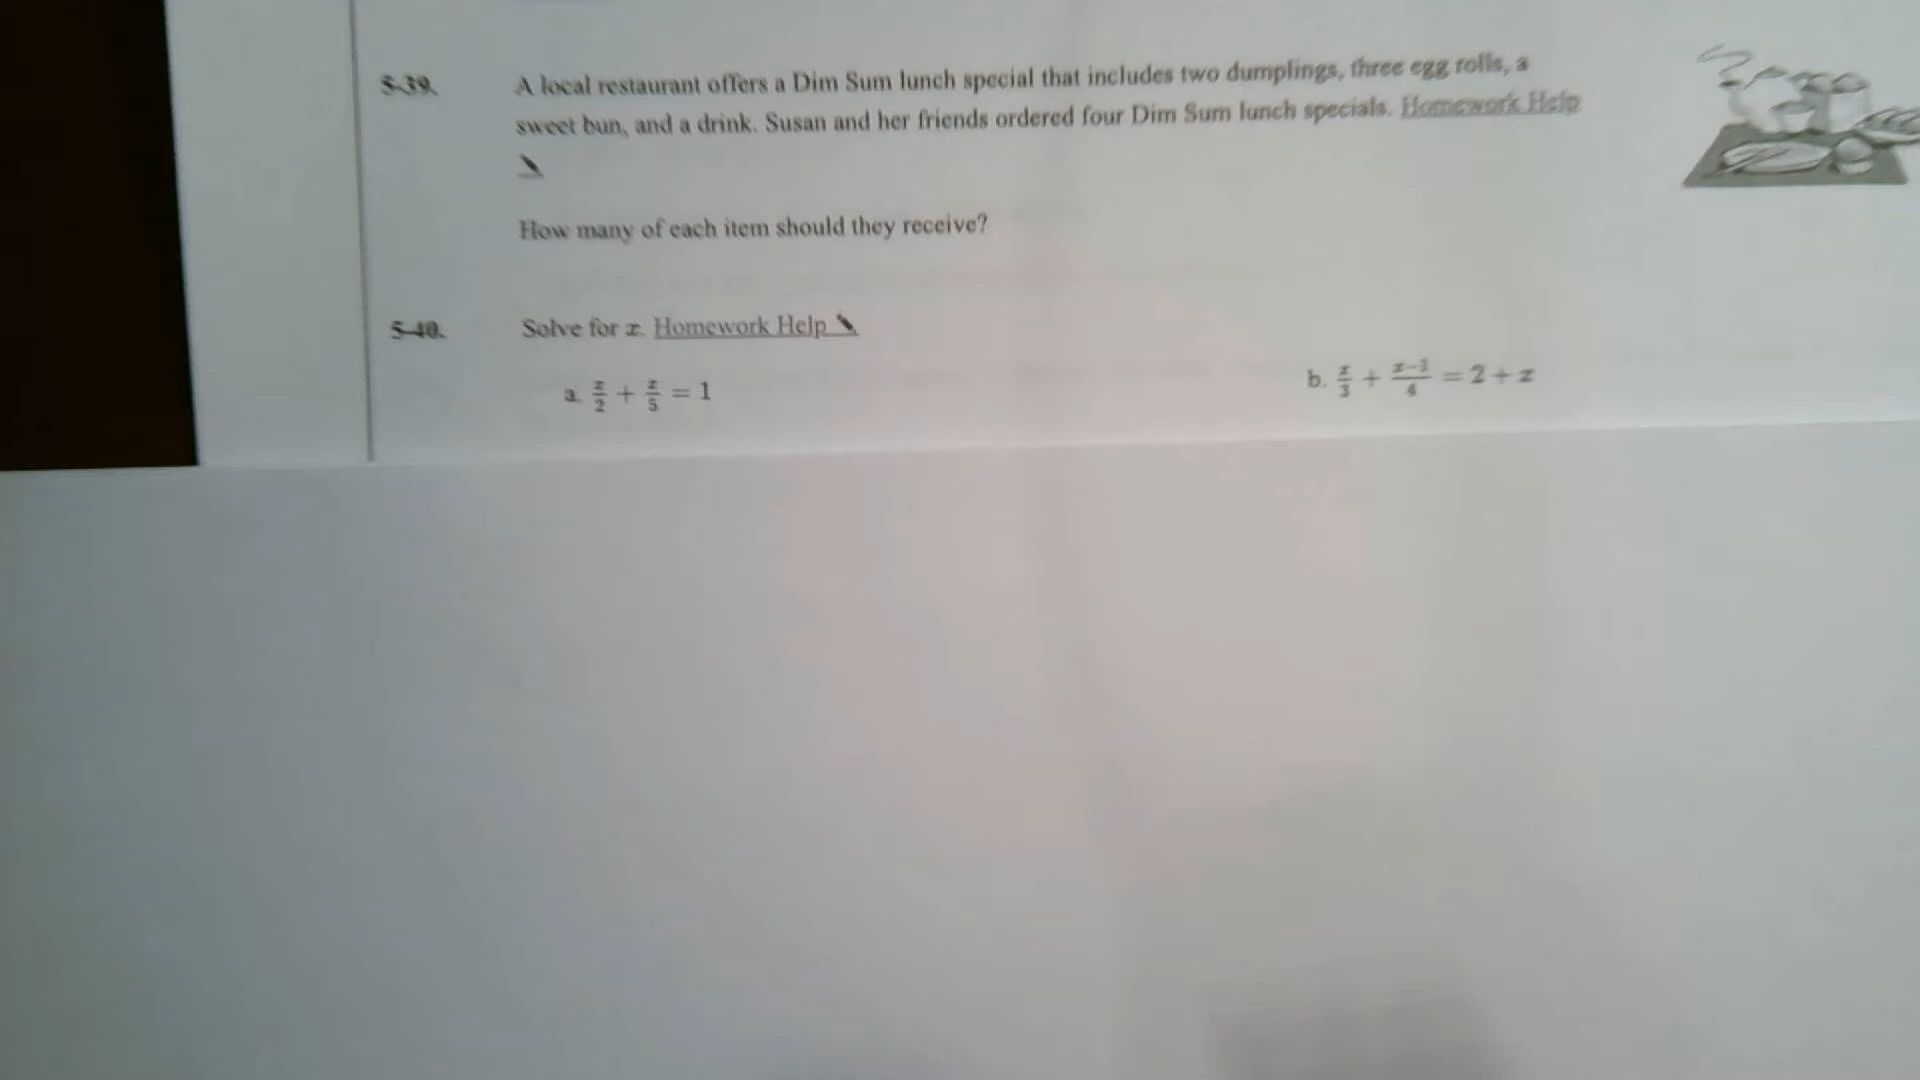 5-39. A local restaurant offers a Dim Sum lunch special that includes two dumplings, three egg rolls, a
sweet bun, and a drink. Susan and her friends ordered four Dim Sum lunch specials. Homework Help
✎
How many of each item should they receive?
5-40. Solve for x. Homework Help ✎
a. x/2 + x/5 = 1
b. x/3 + x−1/4 = 2 + x